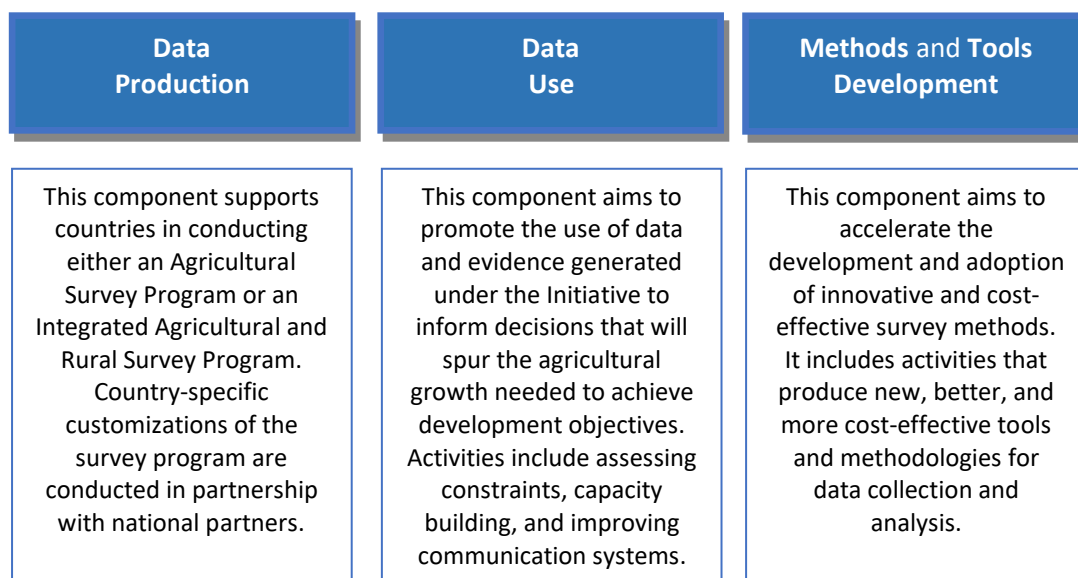 Data
Production
This component supports
countries in conducting
either an Agricultural
Survey Program or an
Integrated Agricultural and
Rural Survey Program.
Country-specific
customizations of the
survey program are
conducted in partnership
with national partners.
Data
Use
This component aims to
promote the use of data
and evidence generated
under the Initiative to
inform decisions that will
spur the agricultural
growth needed to achieve
development objectives.
Activities include assessing
constraints, capacity
building, and improving
communication systems.
Methods and Tools
Development
This component aims to
accelerate the
development and adoption
of innovative and cost-
effective survey methods.
It includes activities that
produce new, better, and
more cost-effective tools
and methodologies for
data collection and
analysis.